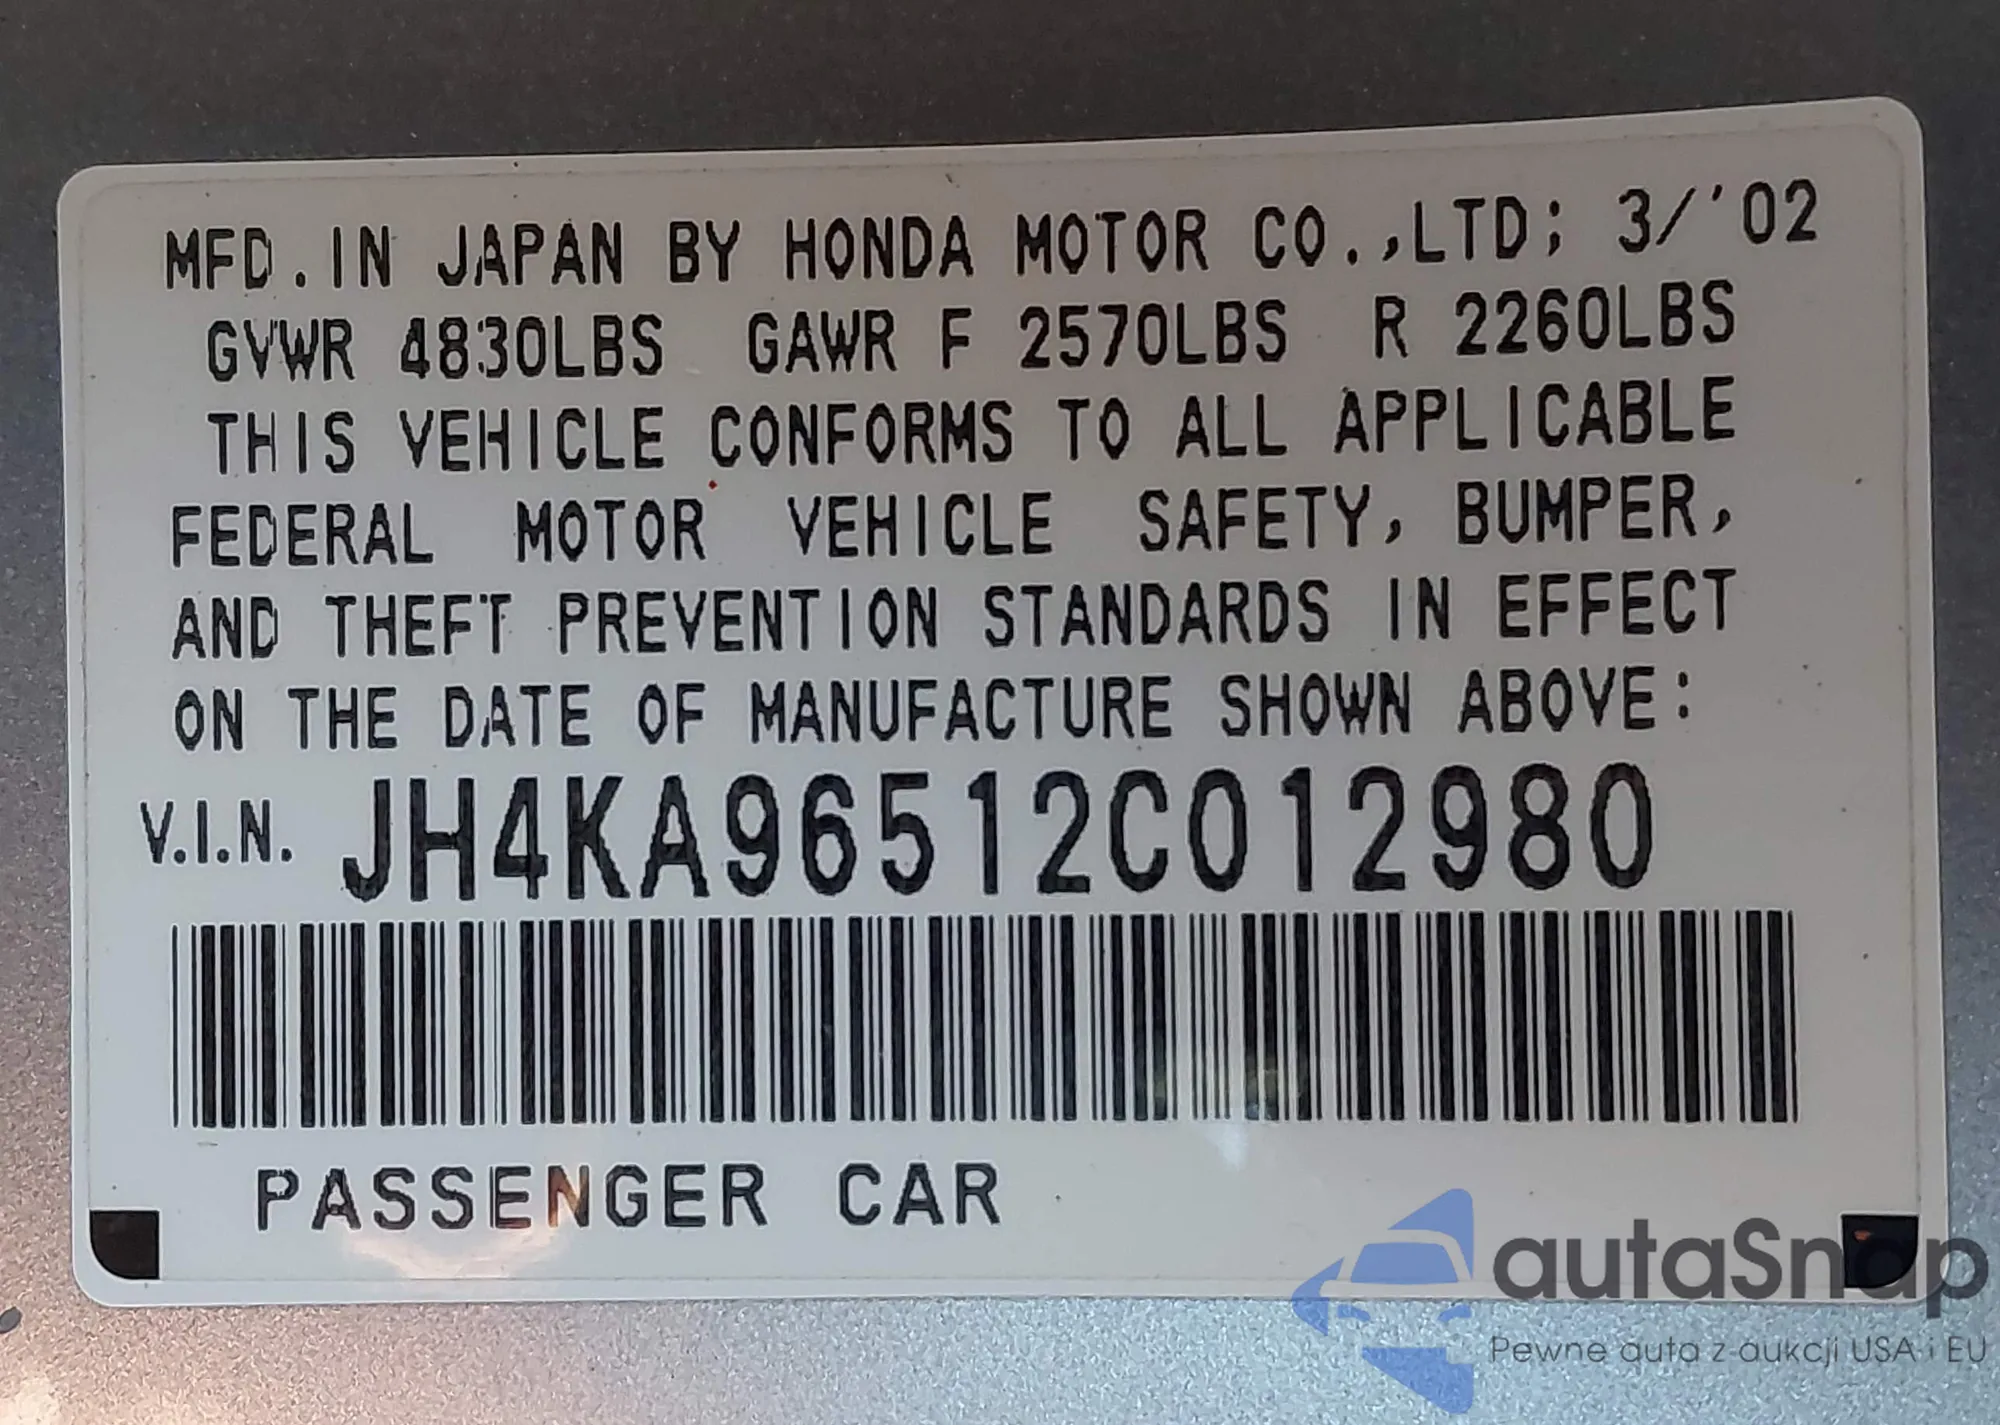 MFD. IN JAPAN BY HONDA MOTOR CO.,LTD; 3/'02
GVWR 4830LBS GAWR F 2570LBS R 2260LBS
THIS VEHICLE CONFORMS TO ALL APPLICABLE
FEDERAL MOTOR VEHICLE SAFETY, BUMPER,
AND THEFT PREVENTION STANDARDS IN EFFECT
ON THE DATE OF MANUFACTURE SHOWN ABOVE:
V.I.N. JH4KA96512C012980
PASSENGER CAR
autaSnap
Pewne auta z aukcji USA i EU